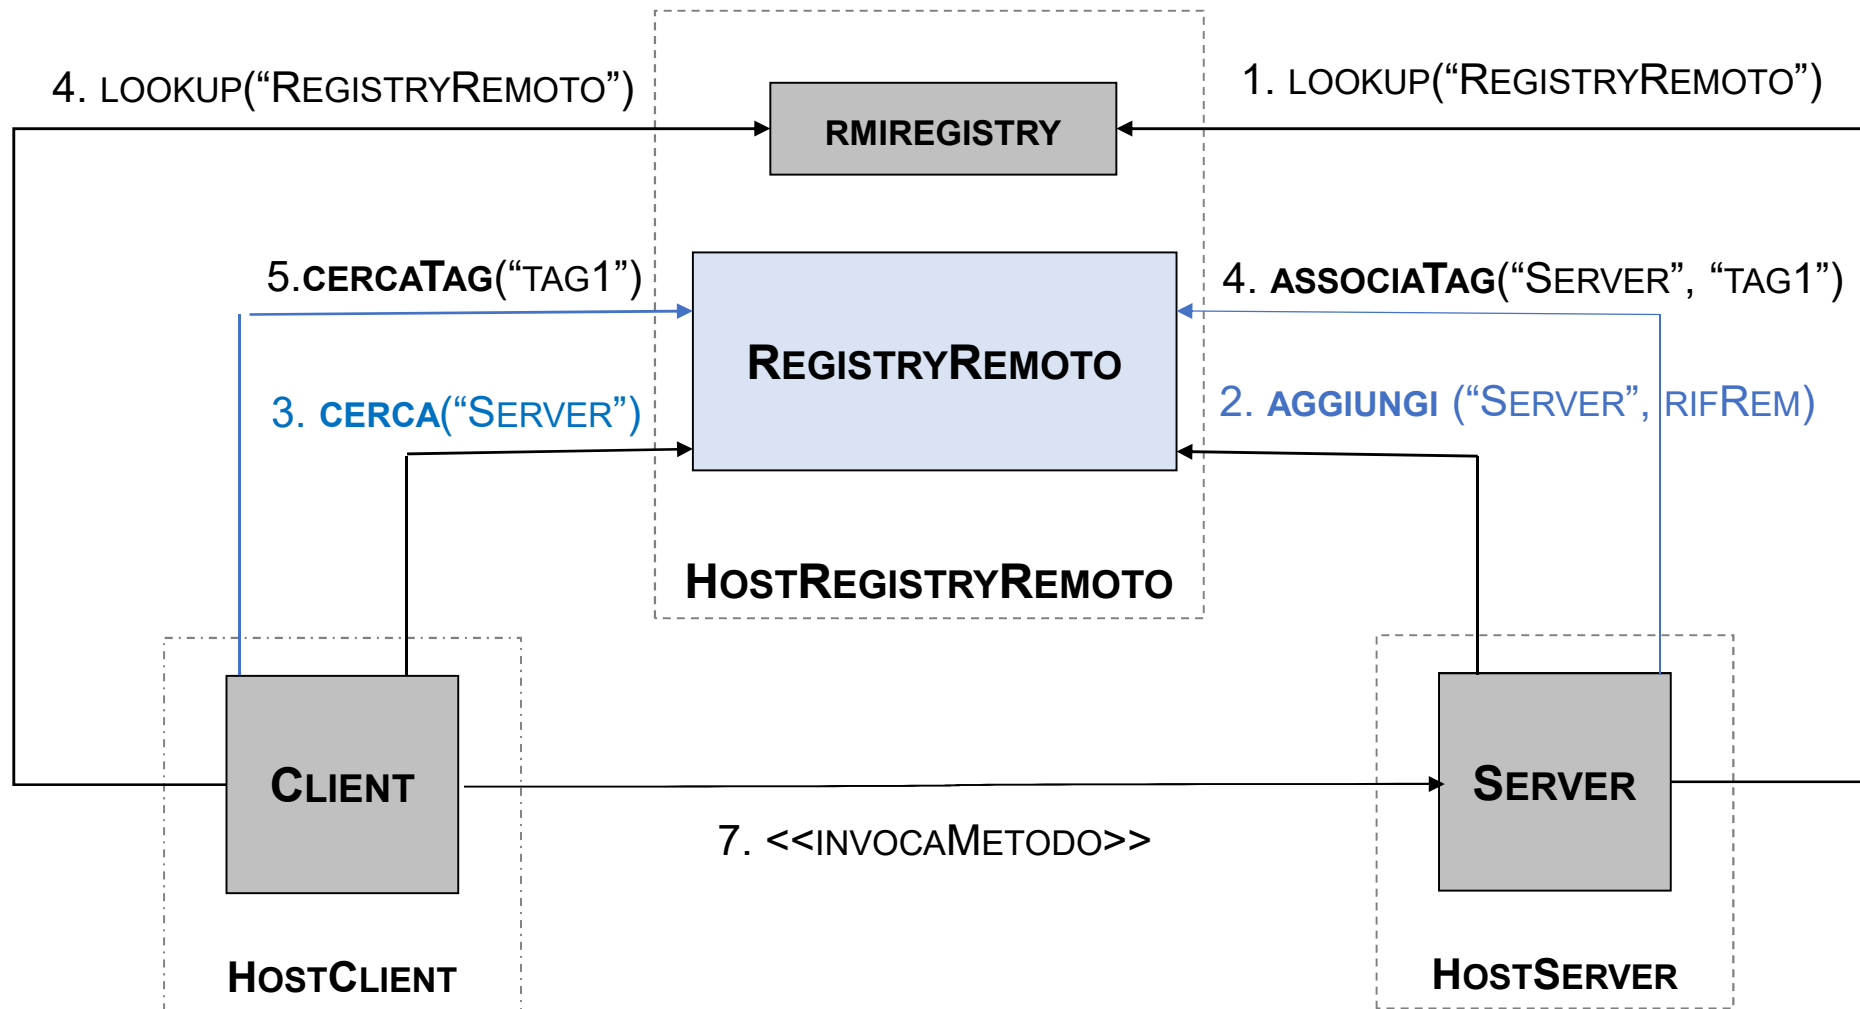 4. LOOKUP("REGISTRYREMOTO")
1. LOOKUP("REGISTRYREMOTO")
RMIREGISTRY
5.CERCATAG("TAG1")
4. ASSOCIATAG("SERVER", "TAG1")
REGISTRYREMOTO
3. CERCA("SERVER")
2. AGGIUNGI ("SERVER", RIFREM)
HOSTREGISTRYREMOTO
CLIENT
SERVER
7. <<INVOCAMETODO>>
HOSTCLIENT
HOSTSERVER